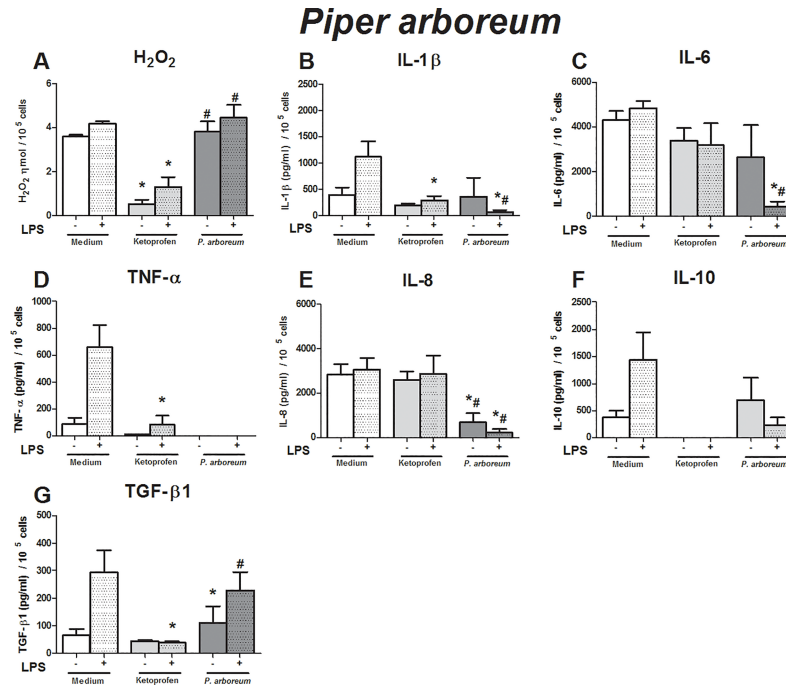 Piper arboreum
A
H2O2
H2O2 ηmol / 10 5 cells
6
4
2
0
*
*
#
#
LPS
- + - + - +
Medium Ketoprofen P. arboreum
B
IL-1β
IL-1β (pg/ml) / 10 5 cells
2500
2000
1500
1000
500
0
*
*#
- + - + - +
Medium Ketroprofen P. arboreum
C
IL-6
IL-6 (pg/ml) / 10 5 cells
6000
4000
2000
0
*#
- + - + - +
Medium Ketoprofen P. arboreum
D
TNF-α
TNF-α (pg/ml) / 10 5 cells
1000
800
600
400
200
0
*
LPS
- + - + - +
Medium Ketoprofen P. arboreum
E
IL-8
IL-8 (pg/ml) / 10 5 cells
6000
4000
2000
0
*#
*#
- + - + - +
Medium Ketoprofen P. arboreum
F
IL-10
IL-10 (pg/ml) / 10 5 cells
2500
2000
1500
1000
500
0
- + - + - +
Medium Ketoprofen P. arboreum
G
TGF-β1
TGF-β1 (pg/ml) / 10 5 cells
500
400
300
200
100
0
*
*
#
LPS
- + - + - +
Medium Ketoprofen P. arboreum